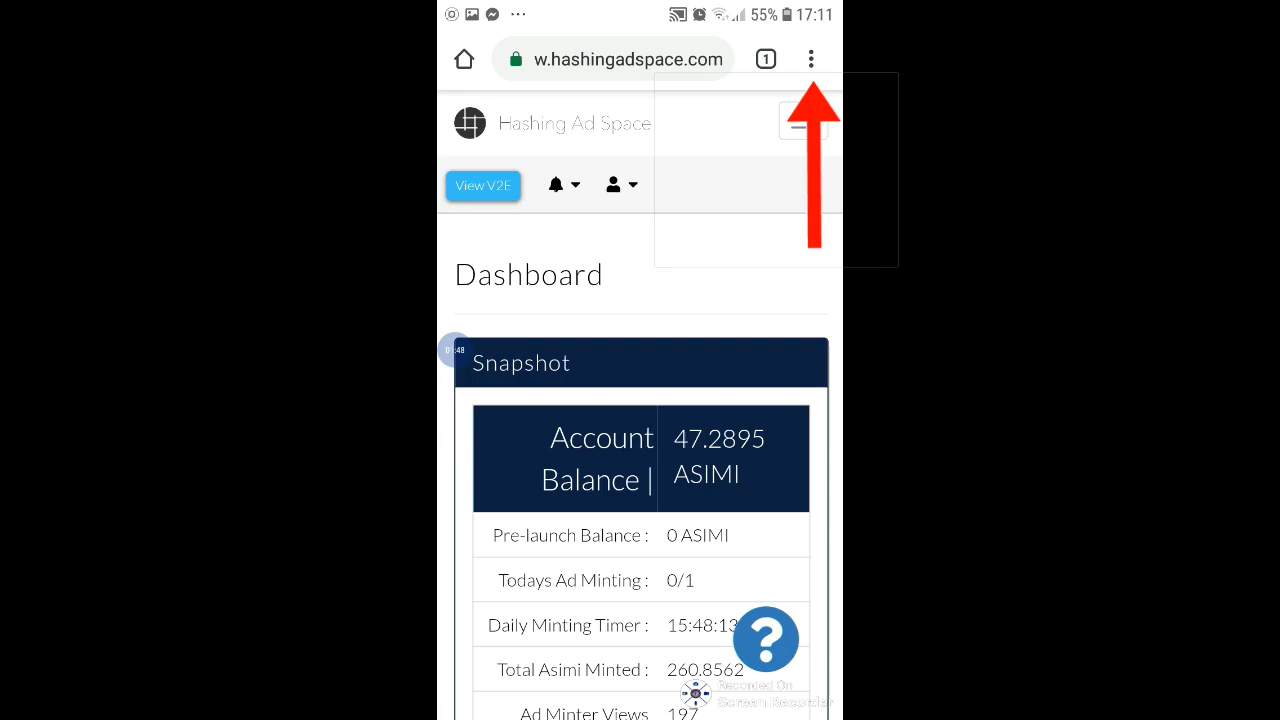 55% 17:11
w.hashingadspace.com 1
Hashing Ad Space
View V2E
Dashboard
07:48
Snapshot
Account Balance | 47.2895 ASIMI
Pre-launch Balance : 0 ASIMI
Todays Ad Minting : 0/1
Daily Minting Timer : 15:48:13
Total Asimi Minted : 260.8562
Recorded On
Screen Recorder
Ad Minter Views 197